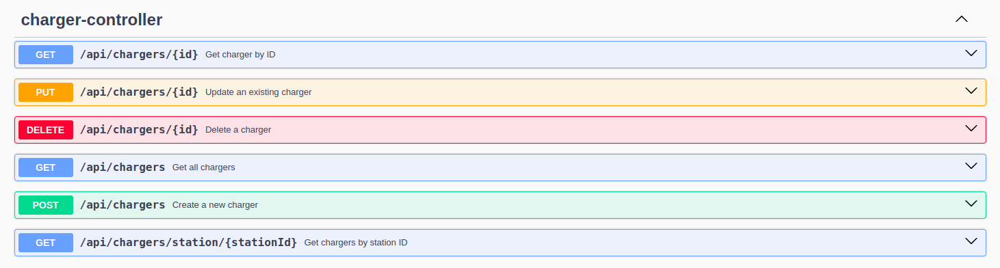 charger-controller
GET /api/chargers/{id} Get charger by ID
PUT /api/chargers/{id} Update an existing charger
DELETE /api/chargers/{id} Delete a charger
GET /api/chargers Get all chargers
POST /api/chargers Create a new charger
GET /api/chargers/station/{stationId} Get chargers by station ID